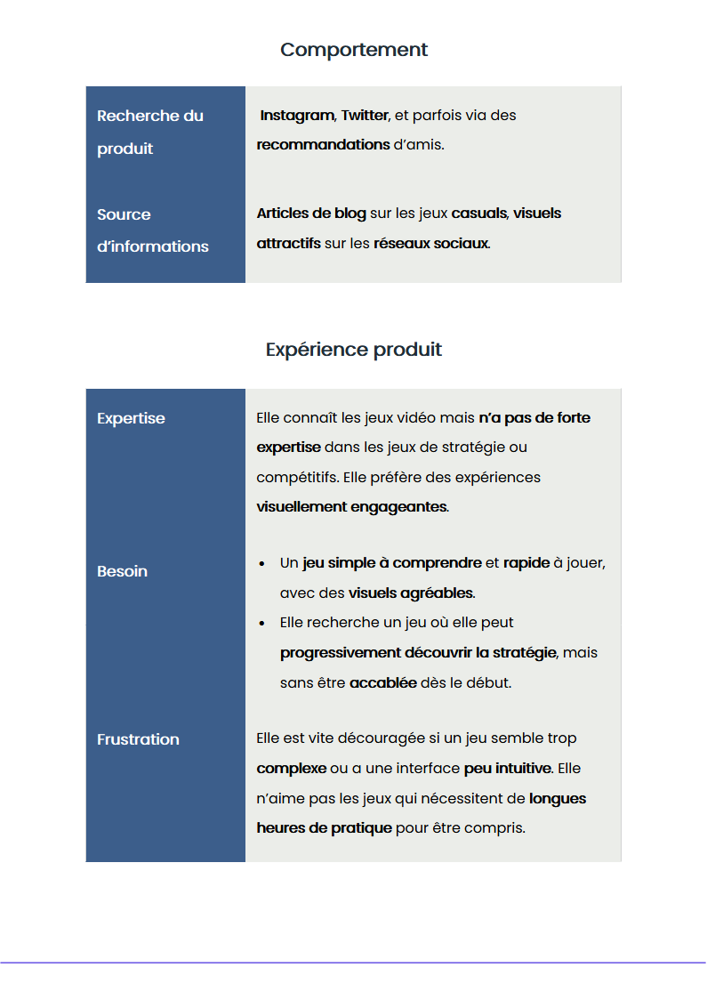 Comportement
Recherche du
produit
Instagram, Twitter, et parfois via des
recommandations d’amis.
Source
d’informations
Articles de blog sur les jeux casuals, visuels
attractifs sur les réseaux sociaux.
Expérience produit
Expertise
Elle connaît les jeux vidéo mais n’a pas de forte
expertise dans les jeux de stratégie ou
compétitifs. Elle préfère des expériences
visuellement engageantes.
Besoin
• Un jeu simple à comprendre et rapide à jouer,
avec des visuels agréables.
• Elle recherche un jeu où elle peut
progressivement découvrir la stratégie, mais
sans être accablée dès le début.
Frustration
Elle est vite découragée si un jeu semble trop
complexe ou a une interface peu intuitive. Elle
n’aime pas les jeux qui nécessitent de longues
heures de pratique pour être compris.